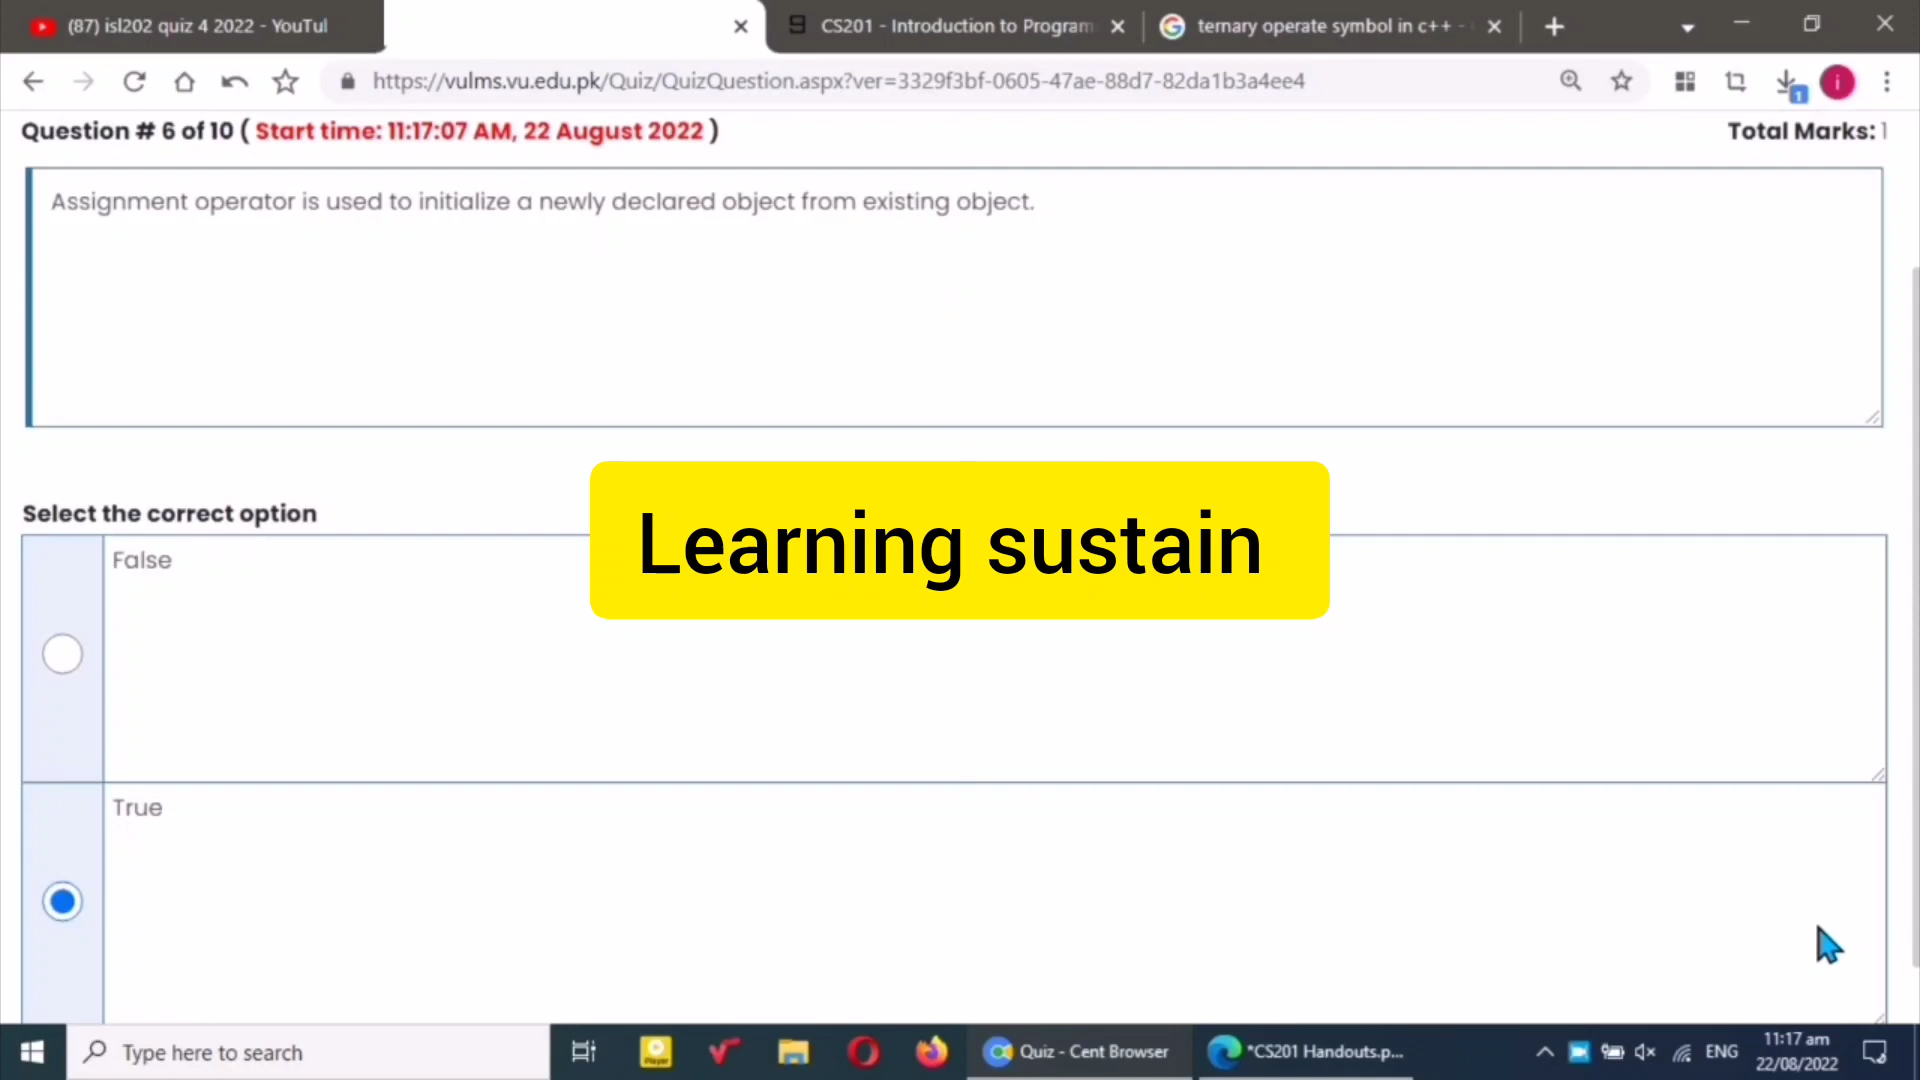 (87) isl202 quiz 4 2022 - YouTul
CS201 - Introduction to Program
ternary operate symbol in c++ -
https://vulms.vu.edu.pk/Quiz/QuizQuestion.aspx?ver=3329f3bf-0605-47ae-88d7-82da1b3a4ee4
1
i
Question # 6 of 10 ( Start time: 11:17:07 AM, 22 August 2022 )
Total Marks: 1
Assignment operator is used to initialize a newly declared object from existing object.
Learning sustain
Select the correct option
False
True
Type here to search
Player
Quiz - Cent Browser
*CS201 Handouts.p...
ENG
11:17 am
22/08/2022